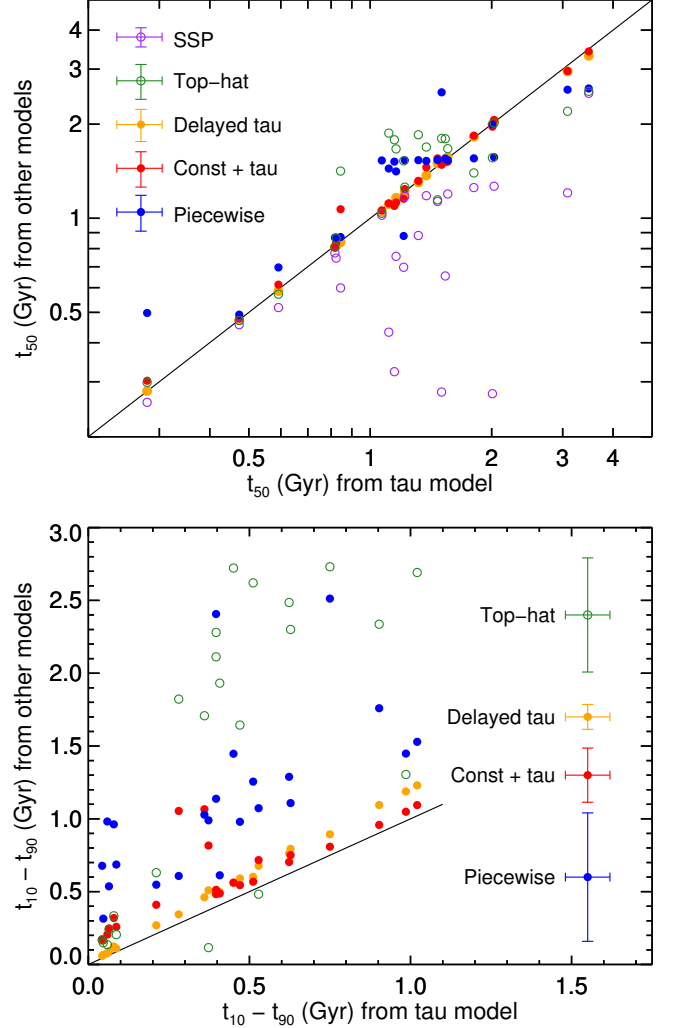 SSP
Top-hat
Delayed tau
Const + tau
Piecewise
4
3
2
1
0.5
0.5 1 2 3 4
t50 (Gyr) from other models
t50 (Gyr) from tau model
3.0
2.5
2.0
1.5
1.0
0.5
0.0
Top-hat
Delayed tau
Const + tau
Piecewise
0.0 0.5 1.0 1.5
t10 – t90 (Gyr) from other models
t10 – t90 (Gyr) from tau model